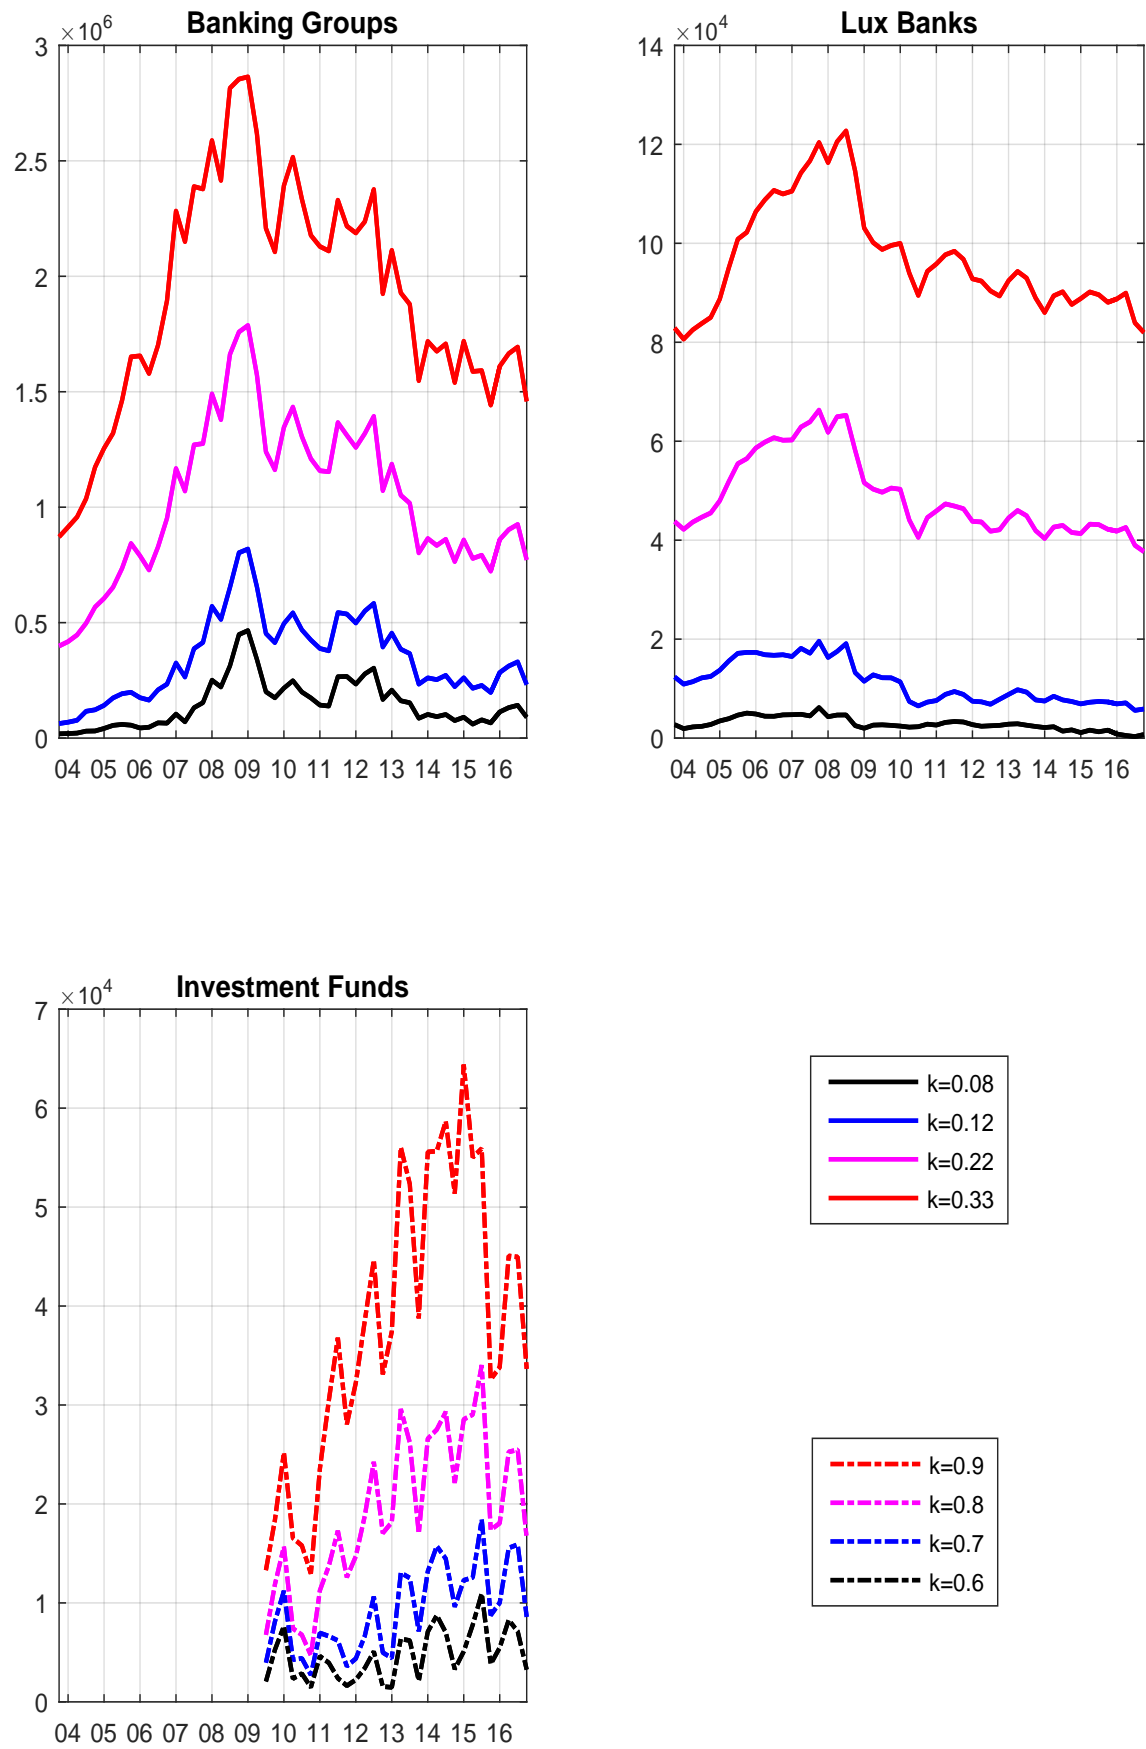 Banking Groups
×10^6
3
2.5
2
1.5
1
0.5
0
04 05 06 07 08 09 10 11 12 13 14 15 16
Lux Banks
×10^4
14
12
10
8
6
4
2
0
04 05 06 07 08 09 10 11 12 13 14 15 16
Investment Funds
×10^4
7
6
5
4
3
2
1
0
04 05 06 07 08 09 10 11 12 13 14 15 16
k=0.08
k=0.12
k=0.22
k=0.33
k=0.9
k=0.8
k=0.7
k=0.6